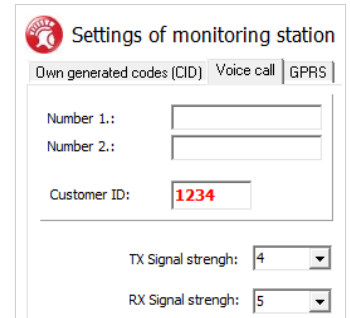 Settings of monitoring station
Own generated codes (CID) Voice call GPRS
Number 1.:
Number 2.:
Customer ID: 1234
TX Signal strengh: 4
RX Signal strengh: 5